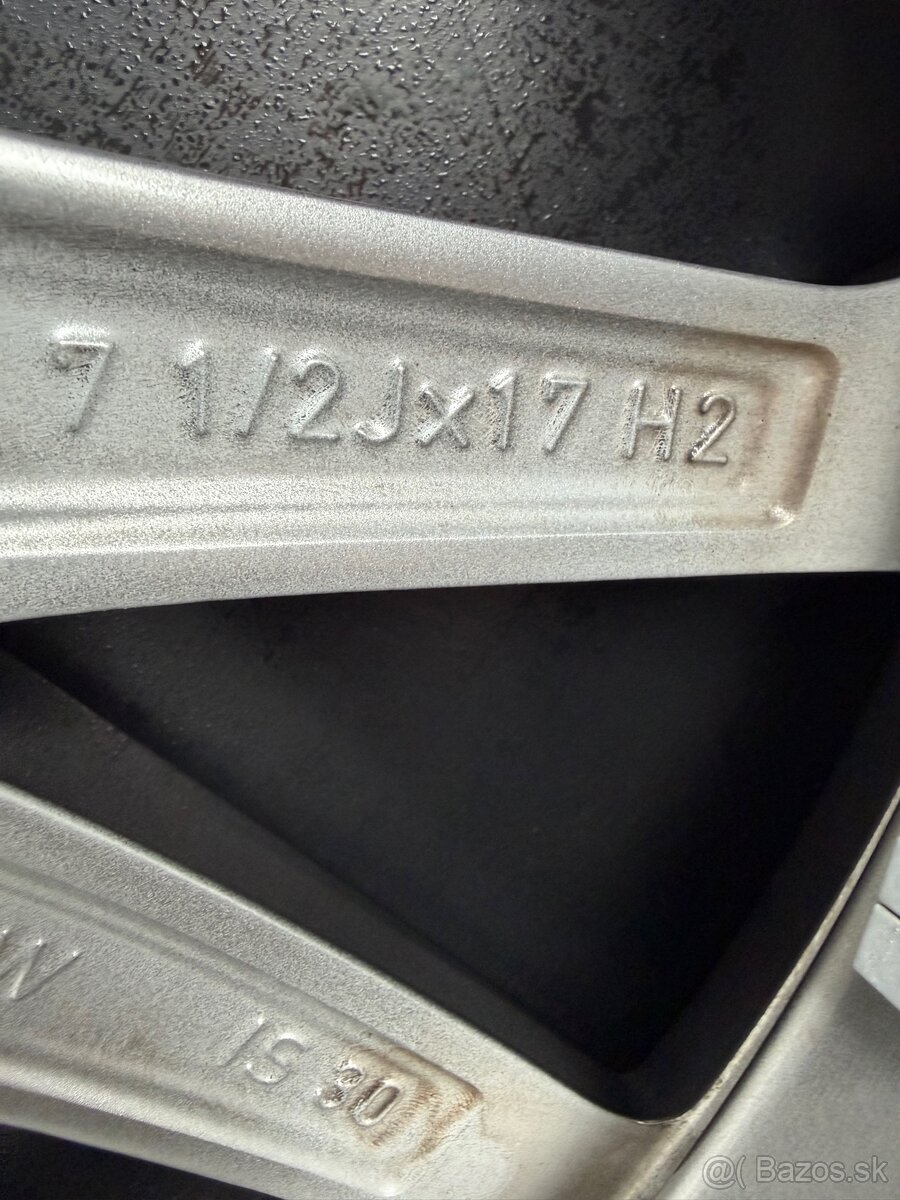 7 1/2Jx17 H2
IS 30
@( Bazos.sk